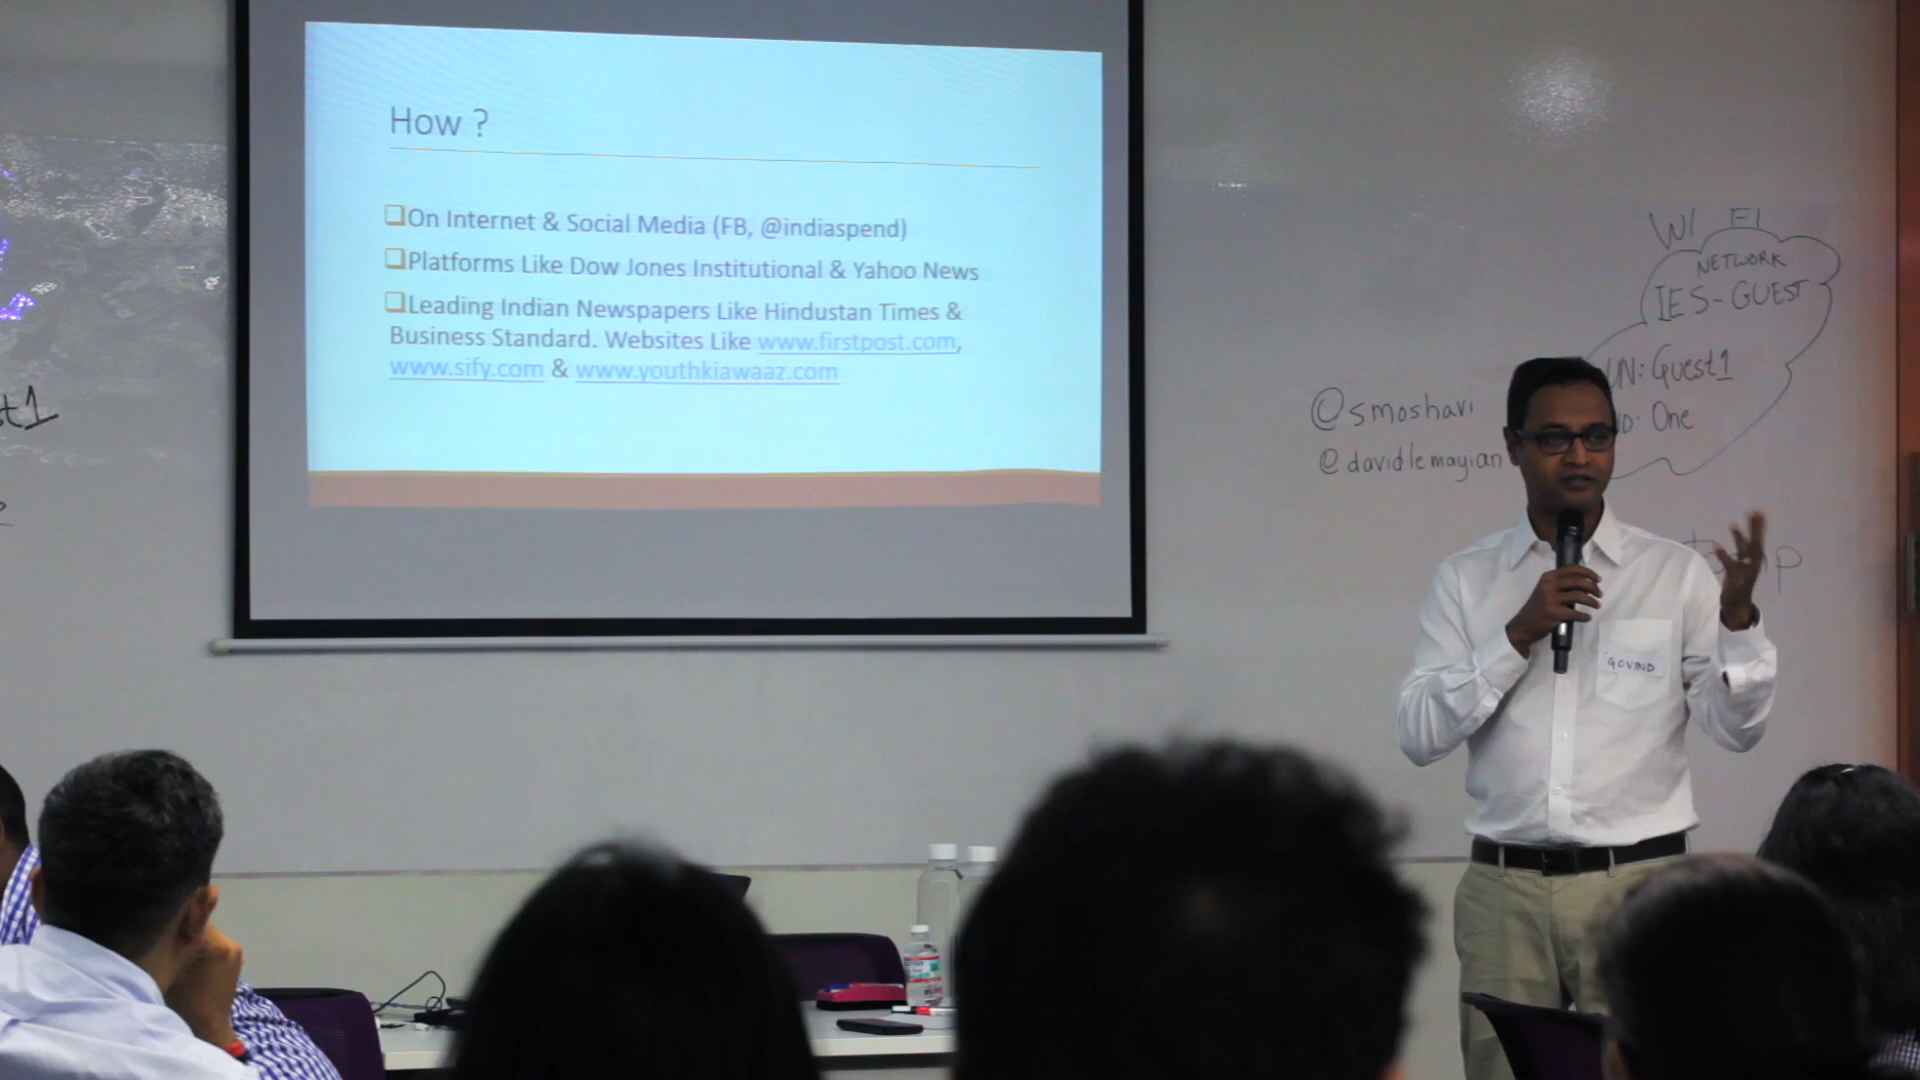 How ?
On Internet & Social Media (FB, @indiaspend)
Platforms Like Dow Jones Institutional & Yahoo News
Leading Indian Newspapers Like Hindustan Times &
Business Standard. Websites Like www.firstpost.com,
www.sify.com & www.youthkiawaaz.com
WI FI
NETWORK
IES-GUEST
UN: Guest1
One
@smoshavi
@davidlemayian
GOVIND
st1